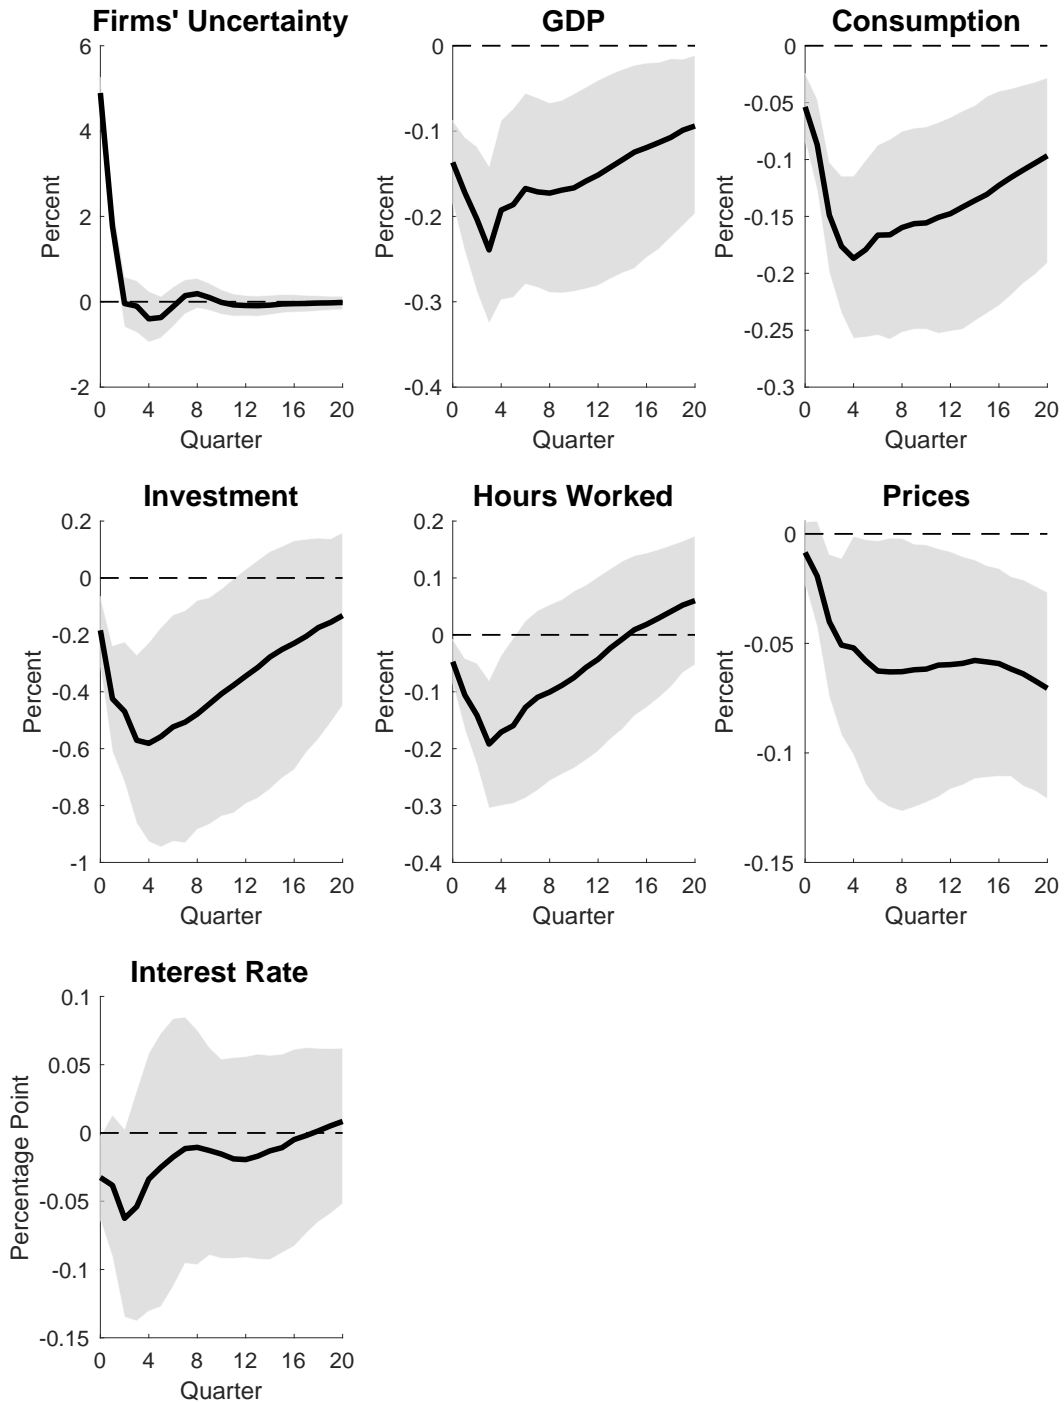 Firms' Uncertainty
6
4
2
0
-2
Percent
0 4 8 12 16 20
Quarter
GDP
0
-0.1
-0.2
-0.3
-0.4
Percent
0 4 8 12 16 20
Quarter
Consumption
0
-0.05
-0.1
-0.15
-0.2
-0.25
-0.3
Percent
0 4 8 12 16 20
Quarter
Investment
0.2
0
-0.2
-0.4
-0.6
-0.8
-1
Percent
0 4 8 12 16 20
Quarter
Hours Worked
0.2
0.1
0
-0.1
-0.2
-0.3
-0.4
Percent
0 4 8 12 16 20
Quarter
Prices
0
-0.05
-0.1
-0.15
Percent
0 4 8 12 16 20
Quarter
Interest Rate
0.1
0.05
0
-0.05
-0.1
-0.15
Percentage Point
0 4 8 12 16 20
Quarter